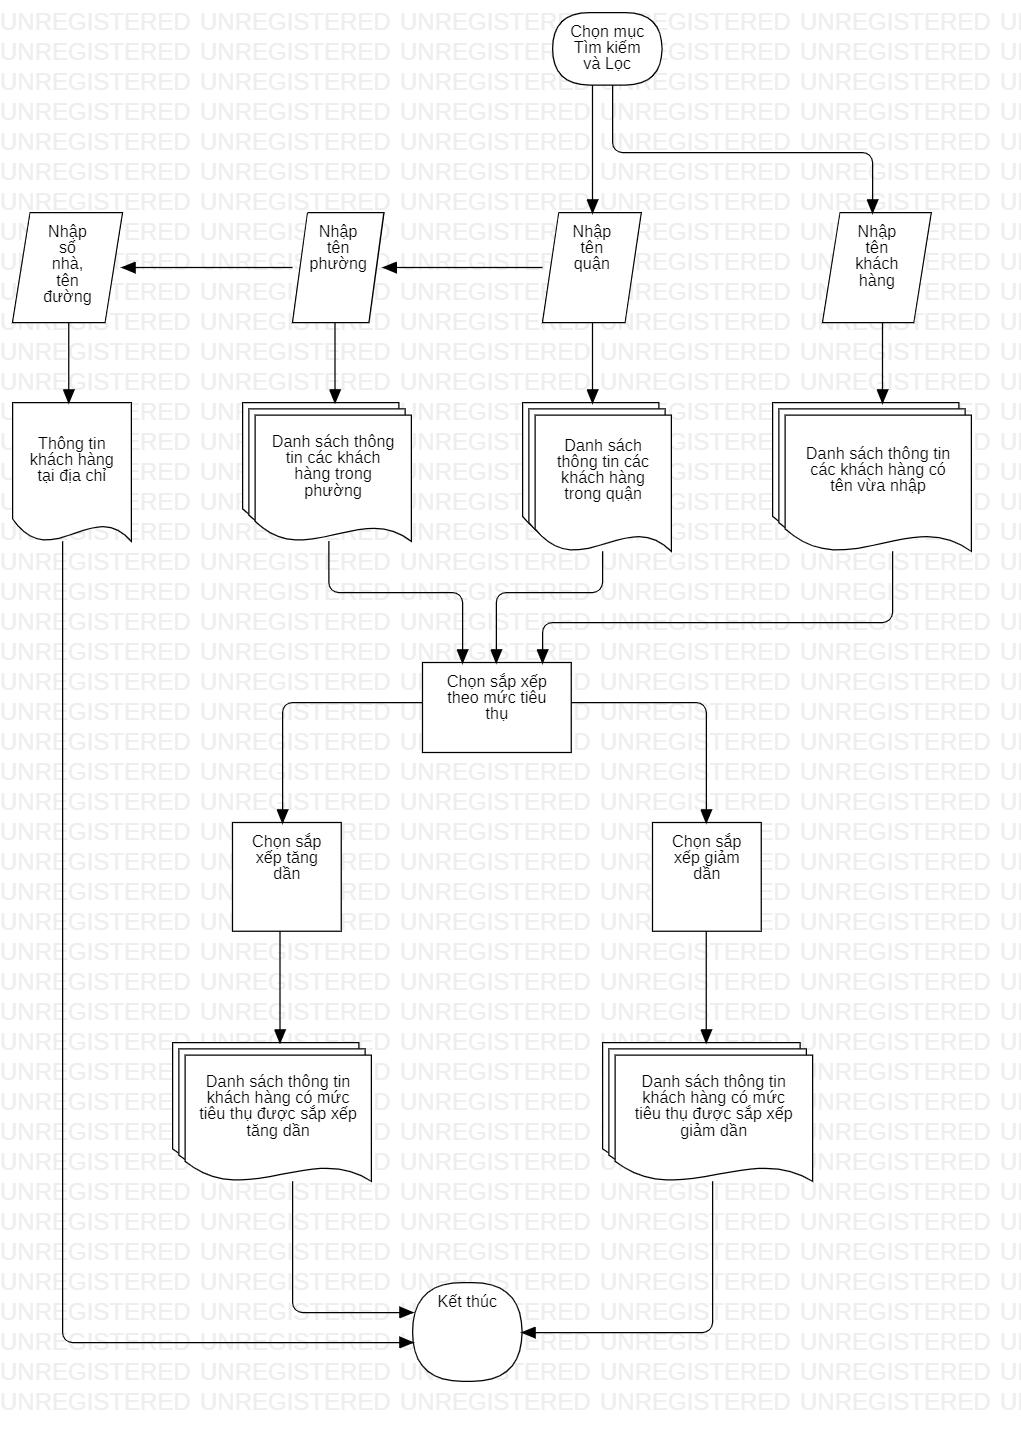 Chọn mục
Tìm kiếm
và Lọc
Nhập
số
nhà,
tên
đường
Nhập
tên
phường
Nhập
tên
quận
Nhập
tên
khách
hàng
Thông tin
khách hàng
tại địa chỉ
Danh sách thông
tin các khách
hàng trong
phường
Danh sách
thông tin các
khách hàng
trong quận
Danh sách thông tin
các khách hàng có
tên vừa nhập
Chọn sắp xếp
theo mức tiêu
thụ
Chọn sắp
xếp tăng
dần
Chọn sắp
xếp giảm
dần
Danh sách thông tin
khách hàng có mức
tiêu thụ được sắp xếp
tăng dần
Danh sách thông tin
khách hàng có mức
tiêu thụ được sắp xếp
giảm dần
Kết thúc
UNREGISTERED